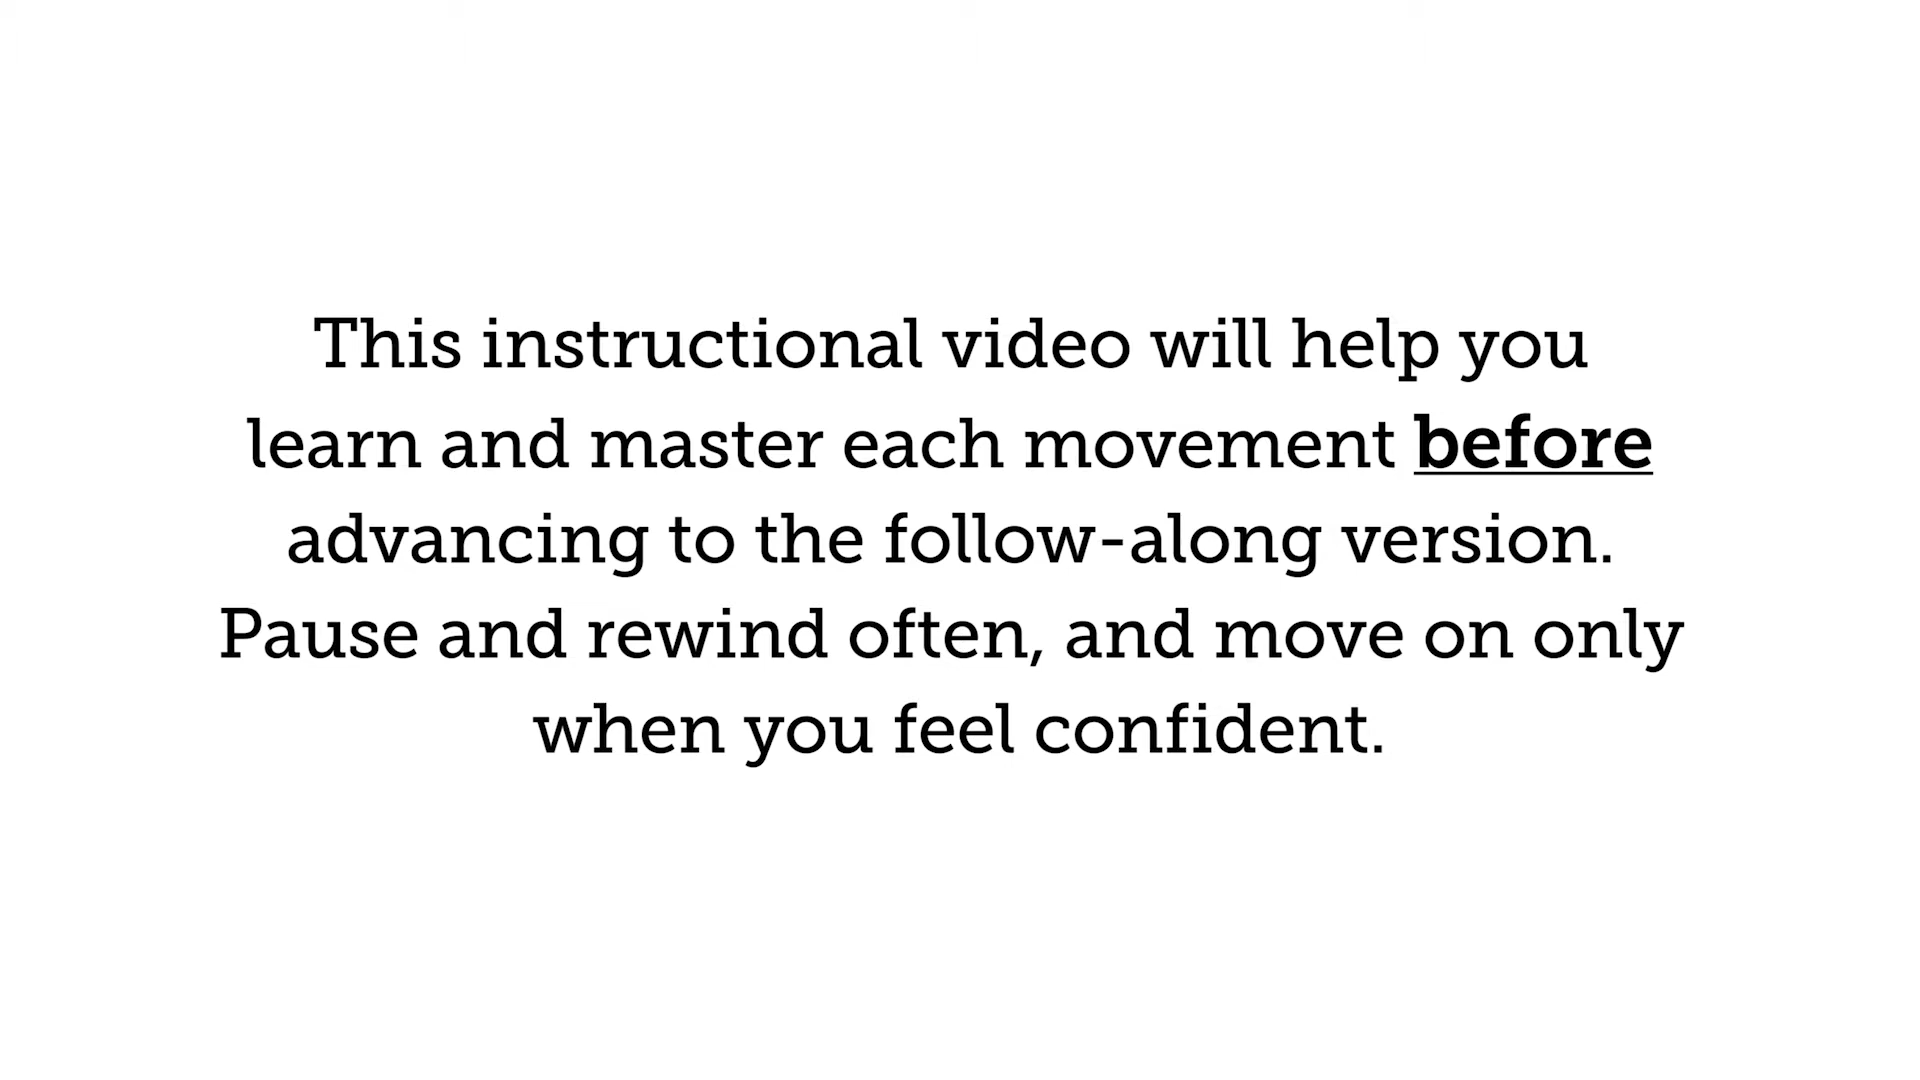 This instructional video will help you
learn and master each movement before
advancing to the follow-along version.
Pause and rewind often, and move on only
when you feel confident.